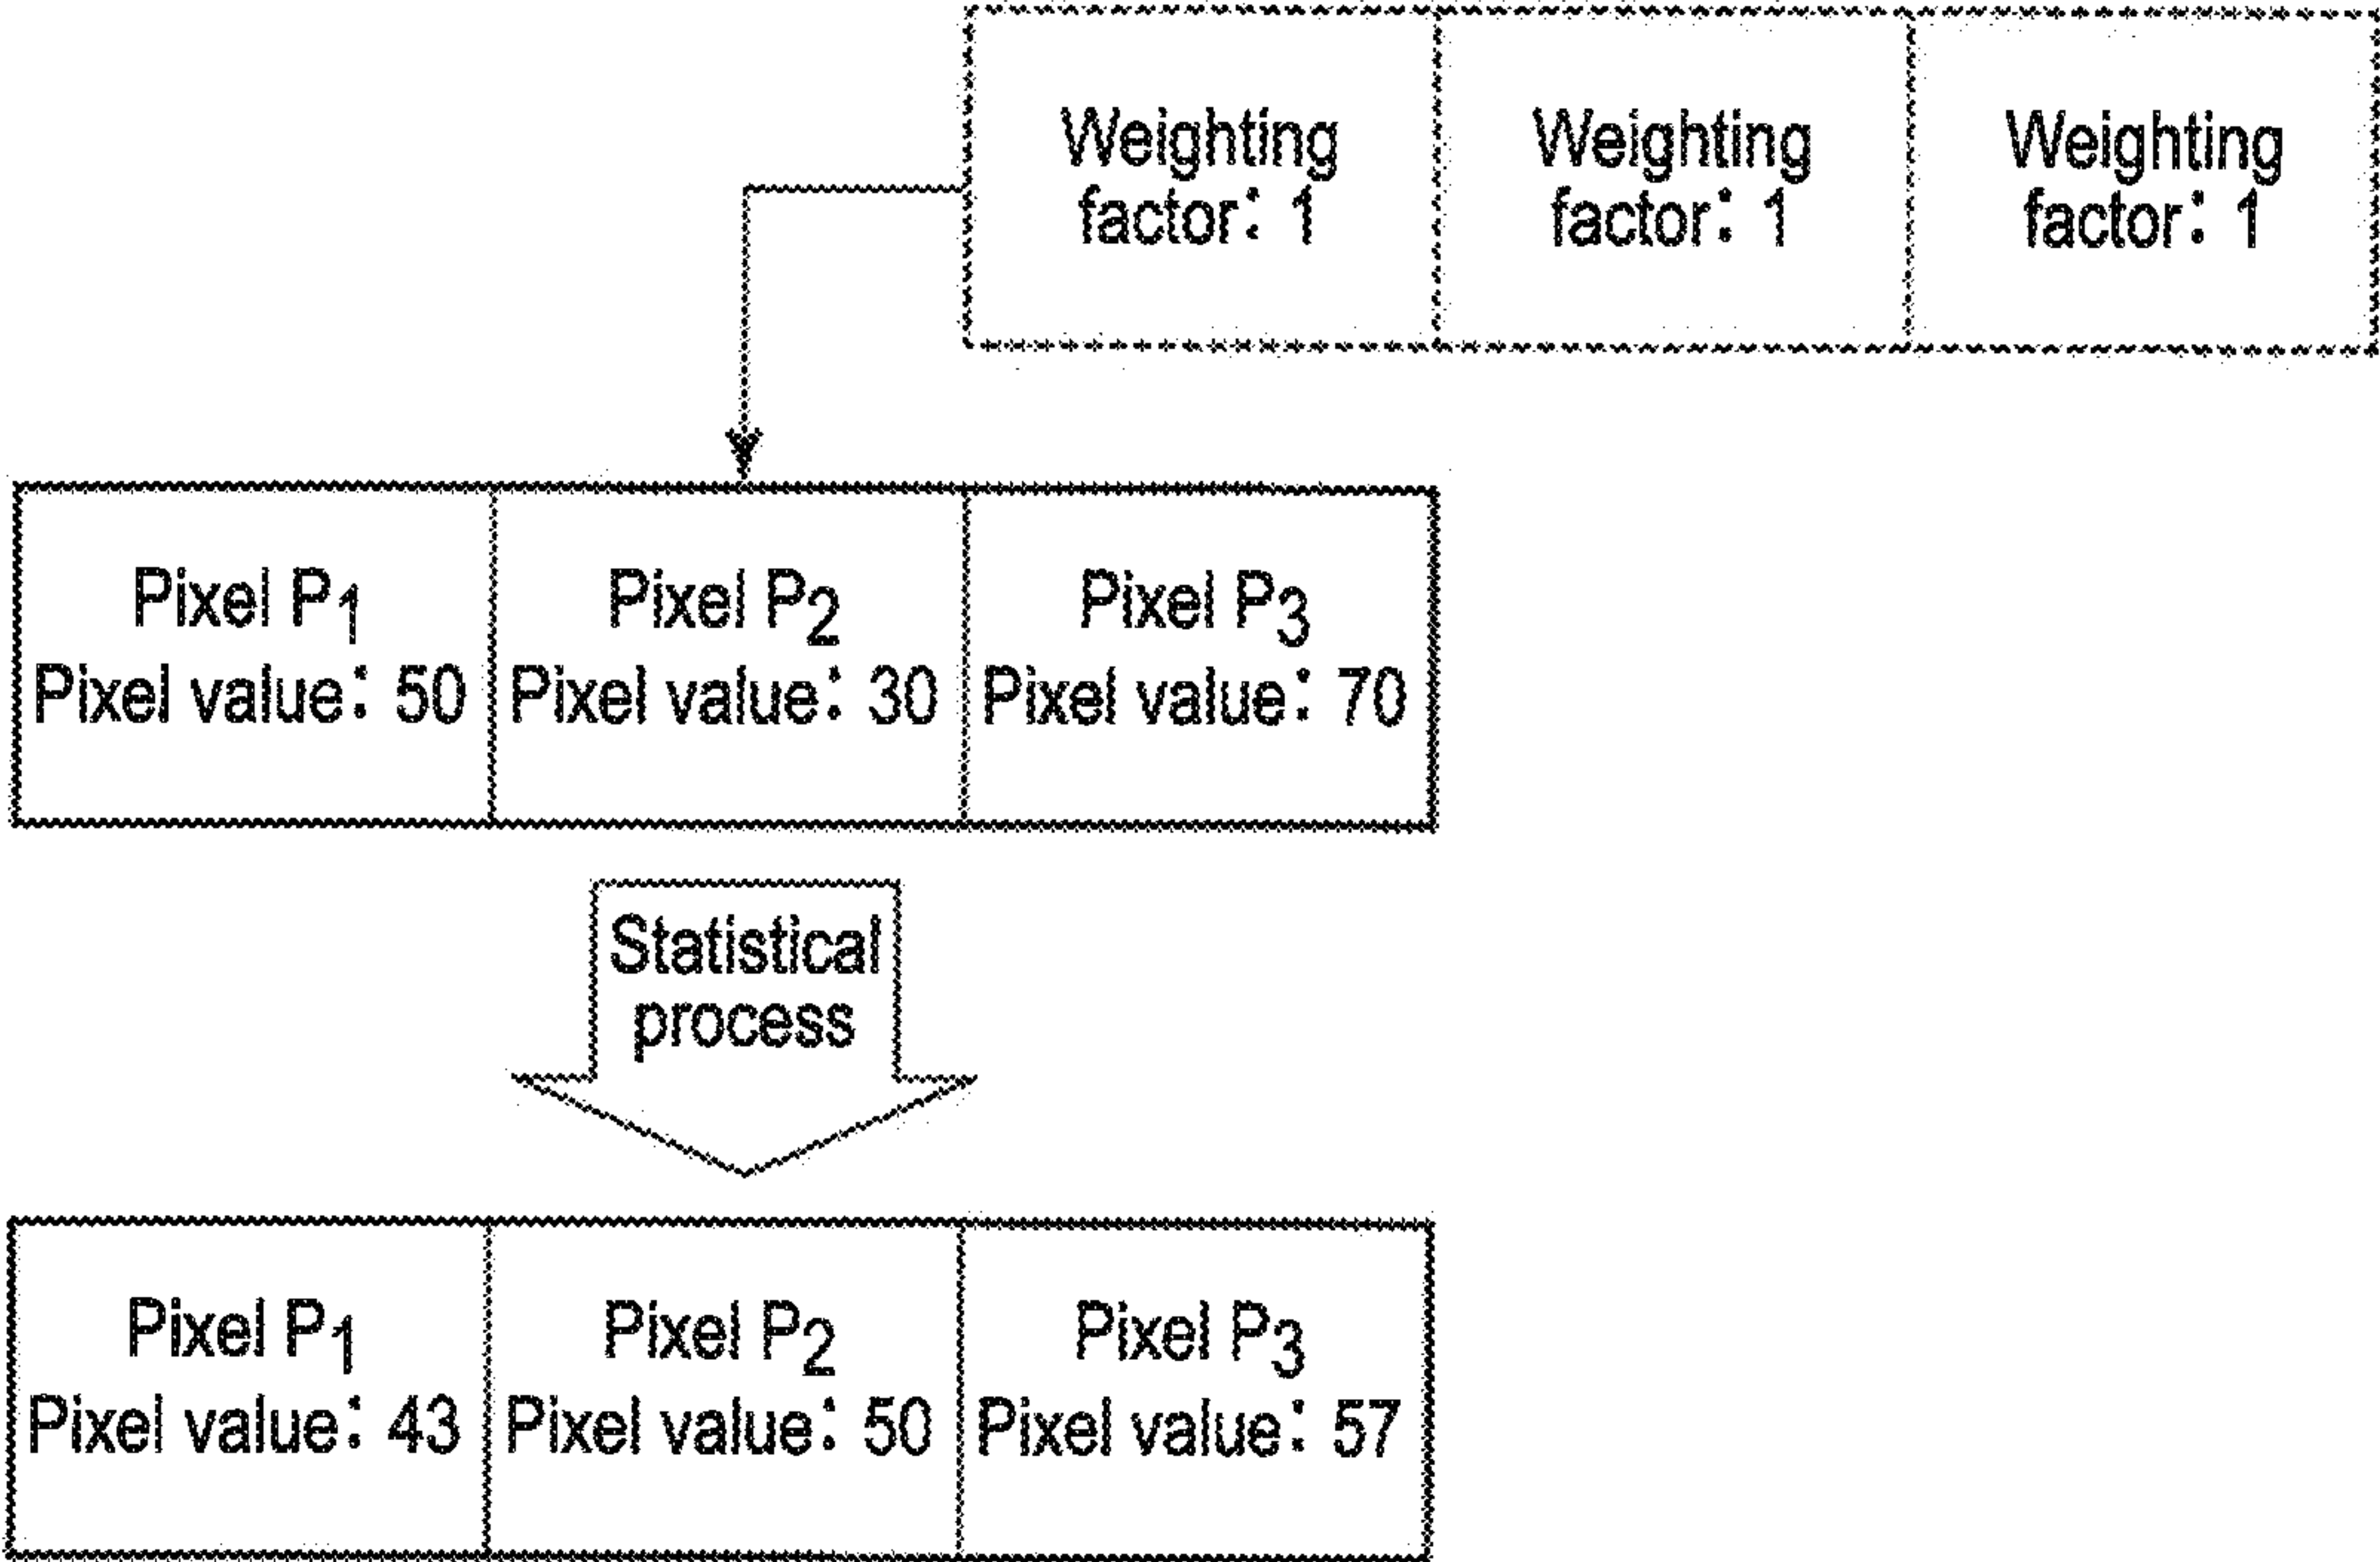 Weighting
factor: 1
Weighting
factor: 1
Weighting
factor: 1
Pixel P1
Pixel value: 50
Pixel P2
Pixel value: 30
Pixel P3
Pixel value: 70
Statistical
process
Pixel P1
Pixel value: 43
Pixel P2
Pixel value: 50
Pixel P3
Pixel value: 57